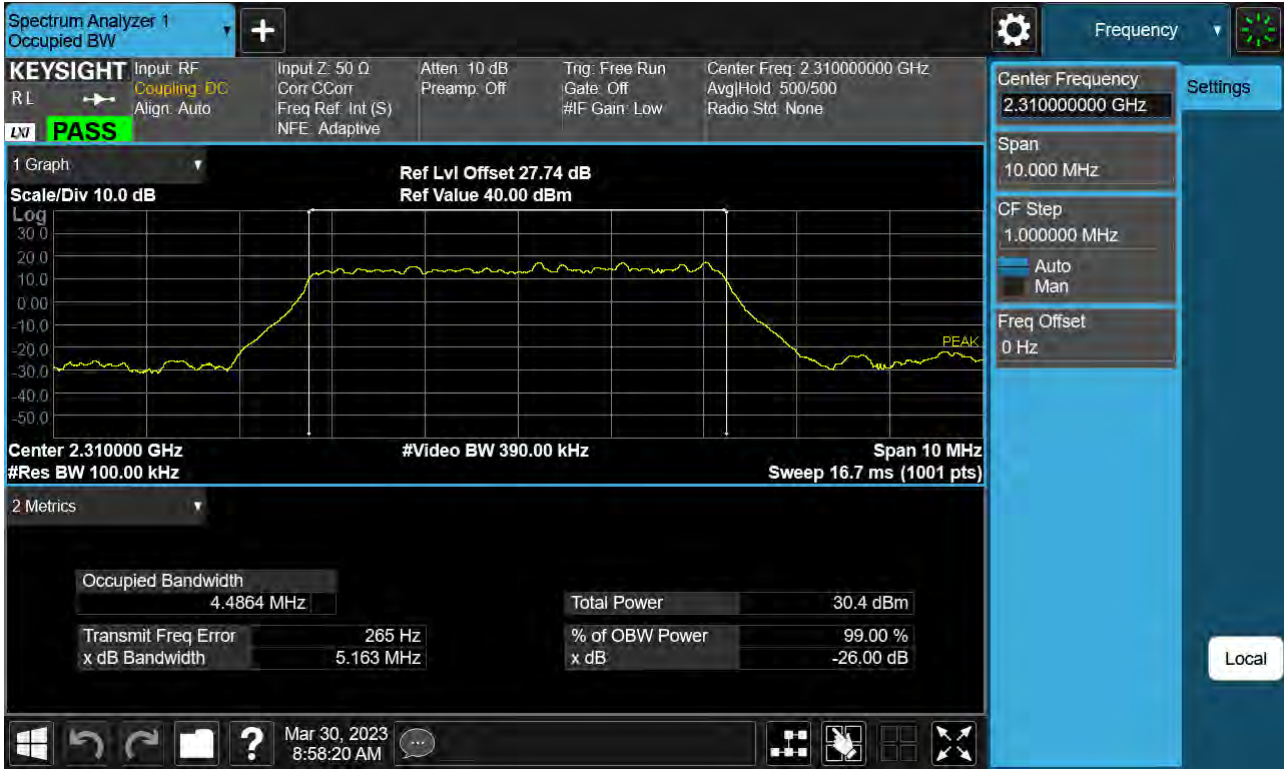 Spectrum Analyzer 1
Occupied BW
Frequency
KEYSIGHT
RL
LXI
PASS
Input: RF
Coupling: DC
Align: Auto
Input Z: 50 Ω
Corr CCorr
Freq Ref: Int (S)
NFE: Adaptive
Atten: 10 dB
Preamp: Off
Trig: Free Run
Gate: Off
#IF Gain: Low
Center Freq: 2.310000000 GHz
Avg|Hold: 500/500
Radio Std: None
Center Frequency
2.310000000 GHz
Settings
Span
10.000 MHz
CF Step
1.000000 MHz
Auto
Man
Freq Offset
0 Hz
Local
1 Graph
Scale/Div 10.0 dB
Ref Lvl Offset 27.74 dB
Ref Value 40.00 dBm
Log
30.0
20.0
10.0
0.00
-10.0
-20.0
-30.0
-40.0
-50.0
PEAK
Center 2.310000 GHz
#Video BW 390.00 kHz
Span 10 MHz
#Res BW 100.00 kHz
Sweep 16.7 ms (1001 pts)
2 Metrics
Occupied Bandwidth
4.4864 MHz
Total Power 30.4 dBm
Transmit Freq Error 265 Hz
% of OBW Power 99.00 %
x dB Bandwidth 5.163 MHz
x dB -26.00 dB
?
Mar 30, 2023
8:58:20 AM